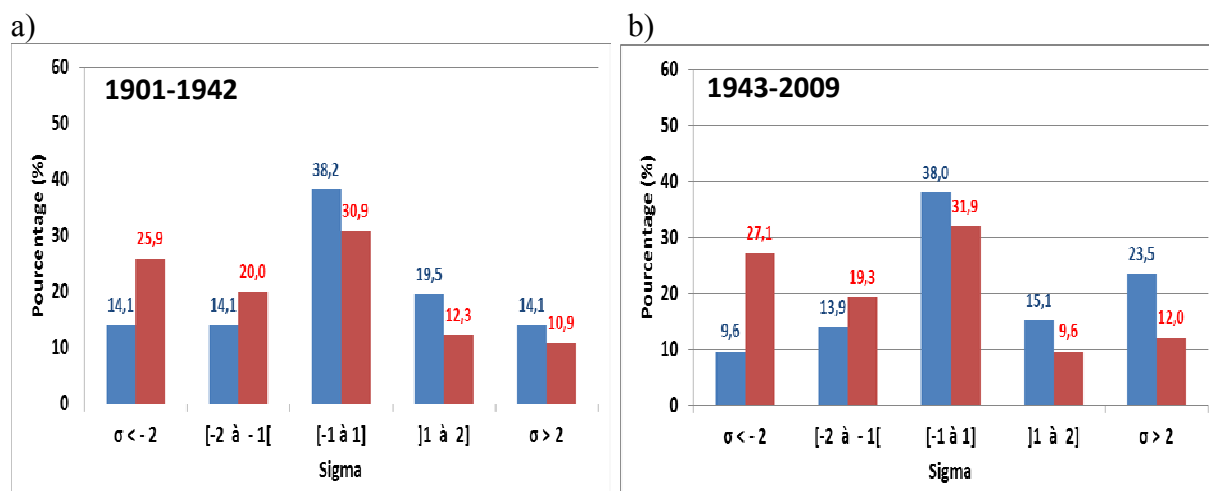 a)
1901-1942
Pourcentage (%)
60
50
40
30
20
10
0
14,1
25,9
14,1
20,0
38,2
30,9
19,5
12,3
14,1
10,9
σ < - 2
[-2 à - 1[
[-1 à 1]
]1 à 2]
σ > 2
Sigma
b)
1943-2009
Pourcentage (%)
60
50
40
30
20
10
0
9,6
27,1
13,9
19,3
38,0
31,9
15,1
9,6
23,5
12,0
σ < - 2
[-2 à - 1[
[-1 à 1]
]1 à 2]
σ > 2
Sigma